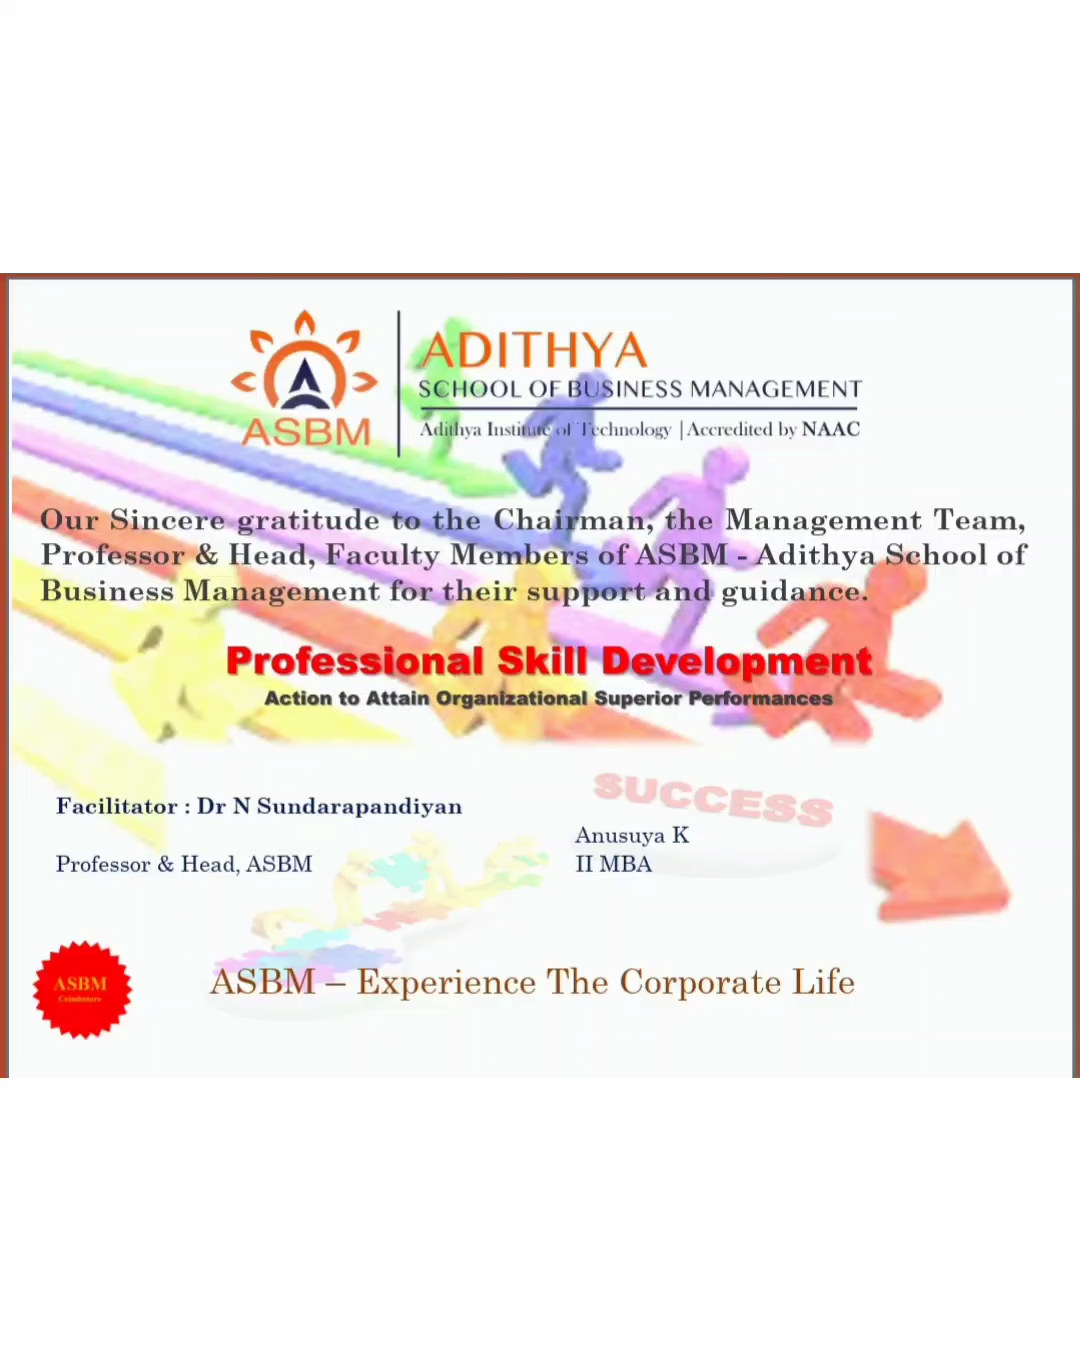 ADITHYA
SCHOOL OF BUSINESS MANAGEMENT
ASBM
Adithya Institute of Technology | Accredited by NAAC
Our Sincere gratitude to the Chairman, the Management Team,
Professor & Head, Faculty Members of ASBM - Adithya School of
Business Management for their support and guidance.
Professional Skill Development
Action to Attain Organizational Superior Performances
SUCCESS
Facilitator : Dr N Sundarapandiyan
Anusuya K
Professor & Head, ASBM
II MBA
ASBM
Coimbatore
ASBM – Experience The Corporate Life